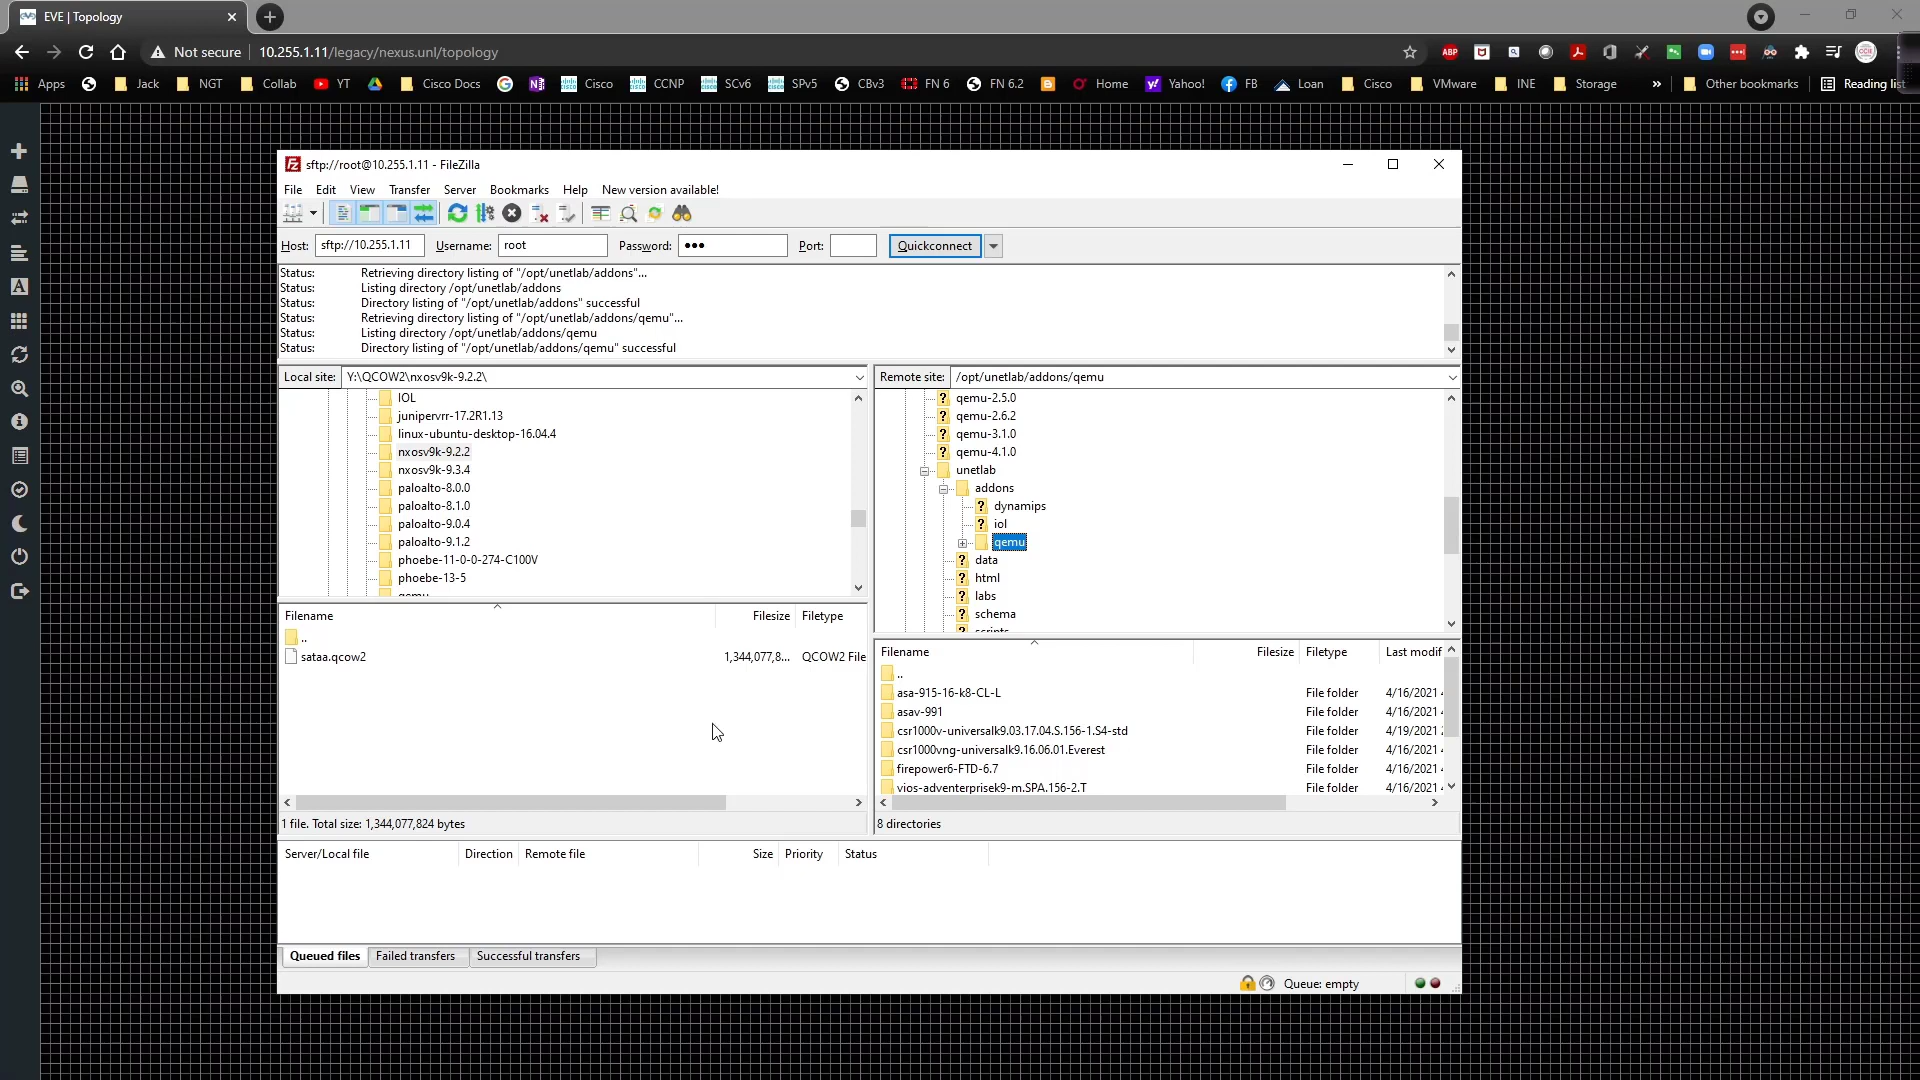 EVE | Topology
Not secure 10.255.1.11/legacy/nexus.unl/topology
ABP
Apps Jack NGT Collab YT Cisco Docs Cisco CCNP SCv6 SPv5 CBv3 FN 6 FN 6.2 Home Yahoo! FB Loan Cisco VMware INE Storage » Other bookmarks Reading list
sftp://root@10.255.1.11 - FileZilla
File Edit View Transfer Server Bookmarks Help New version available!
Host: sftp://10.255.1.11 Username: root Password: ●●● Port: Quickconnect
Status: Retrieving directory listing of "/opt/unetlab/addons"...
Status: Listing directory /opt/unetlab/addons
Status: Directory listing of "/opt/unetlab/addons" successful
Status: Retrieving directory listing of "/opt/unetlab/addons/qemu"...
Status: Listing directory /opt/unetlab/addons/qemu
Status: Directory listing of "/opt/unetlab/addons/qemu" successful
Local site: Y:\QCOW2\nxosv9k-9.2.2\
IOL
junipervrr-17.2R1.13
linux-ubuntu-desktop-16.04.4
nxosv9k-9.2.2
nxosv9k-9.3.4
paloalto-8.0.0
paloalto-8.1.0
paloalto-9.0.4
paloalto-9.1.2
phoebe-11-0-0-274-C100V
phoebe-13-5
qemu
Filename Filesize Filetype
..
sataa.qcow2 1,344,077,8... QCOW2 File
1 file. Total size: 1,344,077,824 bytes
Remote site: /opt/unetlab/addons/qemu
qemu-2.5.0
qemu-2.6.2
qemu-3.1.0
qemu-4.1.0
unetlab
addons
dynamips
iol
qemu
data
html
labs
schema
scripts
Filename Filesize Filetype Last modif
..
asa-915-16-k8-CL-L File folder 4/16/2021 4
asav-991 File folder 4/16/2021 4
csr1000v-universalk9.03.17.04.S.156-1.S4-std File folder 4/19/2021 2
csr1000vng-universalk9.16.06.01.Everest File folder 4/16/2021 4
firepower6-FTD-6.7 File folder 4/16/2021 4
vios-adventerprisek9-m.SPA.156-2.T File folder 4/16/2021 4
8 directories
Server/Local file Direction Remote file Size Priority Status
Queued files Failed transfers Successful transfers
Queue: empty